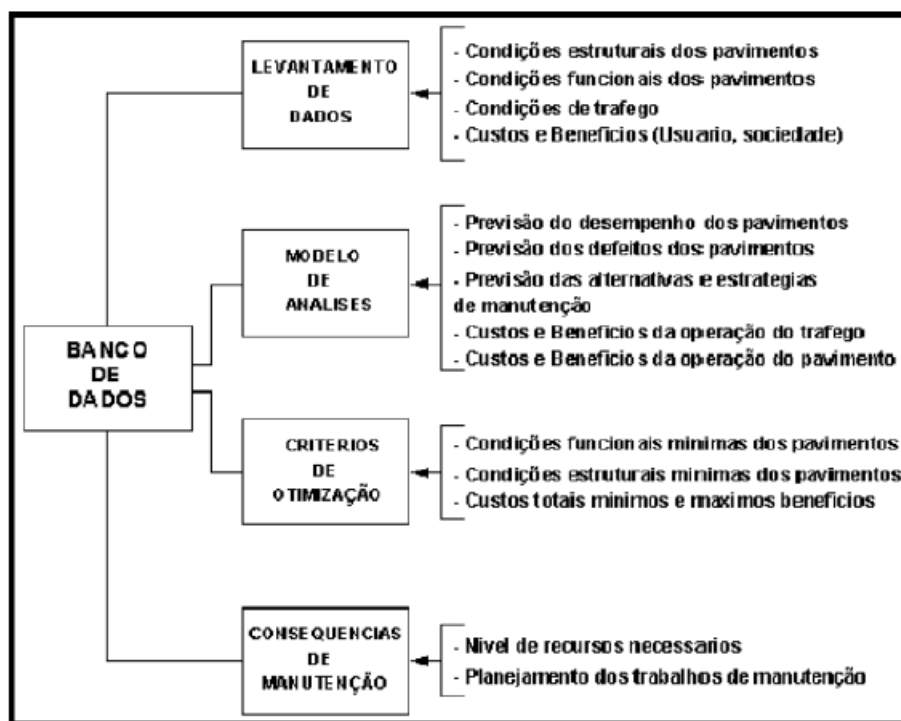 LEVANTAMENTO
DE
DADOS
- Condições estruturais dos pavimentos
- Condições funcionais dos pavimentos
- Condições de trafego
- Custos e Beneficios (Usuario, sociedade)
MODELO
DE
ANALISES
- Previsão do desempenho dos pavimentos
- Previsão dos defeitos dos pavimentos
- Previsão das alternativas e estrategias
de manutenção
- Custos e Beneficios da operação do trafego
- Custos e Beneficios da operação do pavimento
BANCO
DE
DADOS
CRITERIOS
DE
OTIMIZAÇÃO
- Condições funcionais minimas dos pavimentos
- Condições estruturais minimas dos pavimentos
- Custos totais minimos e maximos beneficios
CONSEQUENCIAS
DE
MANUTENÇÃO
- Nivel de recursos necessarios
- Planejamento dos trabalhos de manutenção